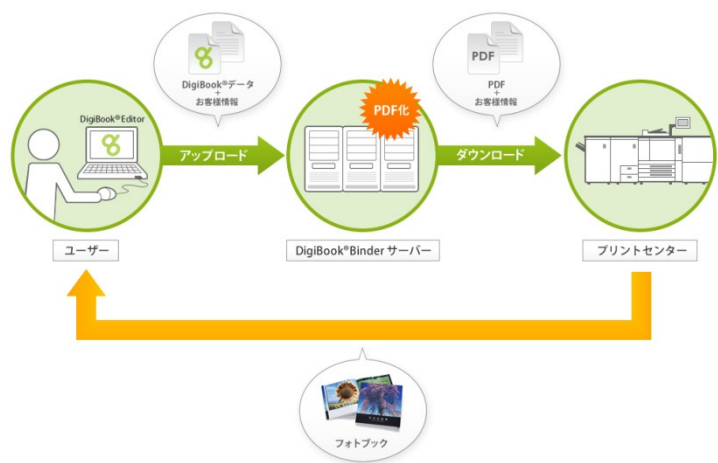 DigiBook®データ
+
お客様情報
PDF
PDF
+
お客様情報
DigiBook®Editor
PDF化
アップロード
ダウンロード
ユーザー
DigiBook®Binder サーバー
プリントセンター
フォトブック